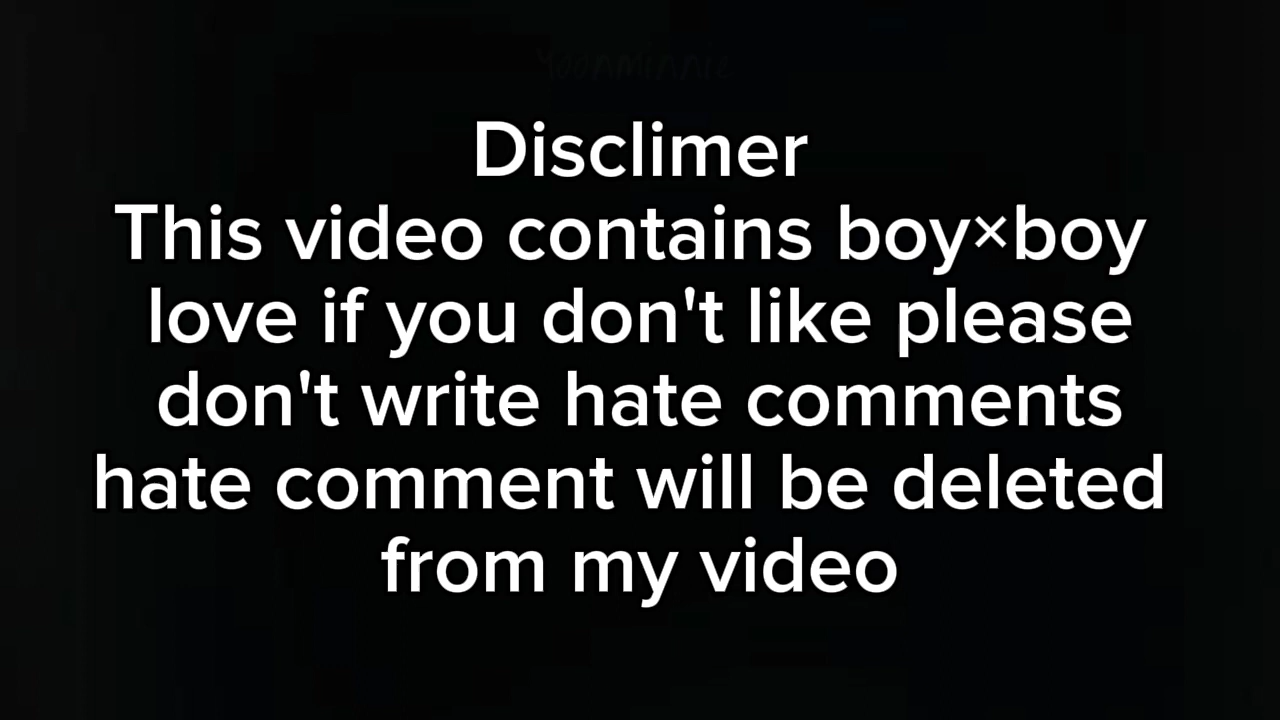 yoonminnie
Disclimer
This video contains boy×boy
love if you don't like please
don't write hate comments
hate comment will be deleted
from my video